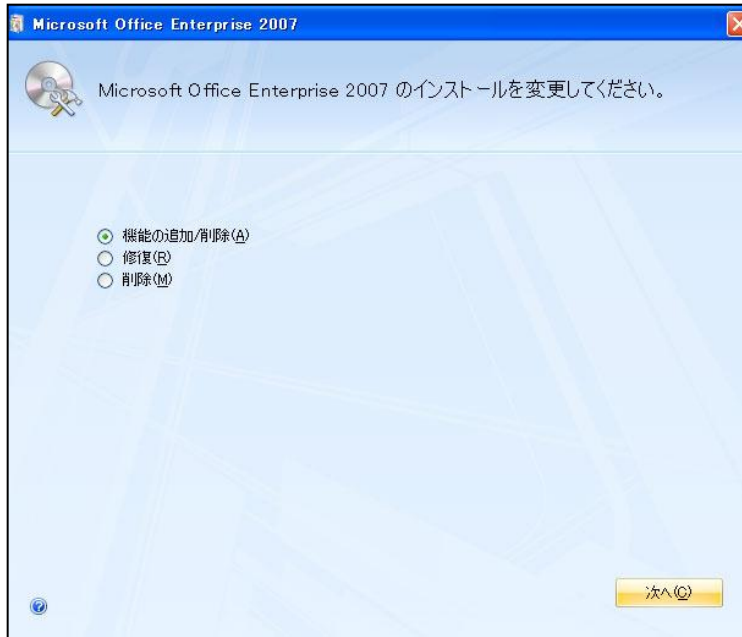 Microsoft Office Enterprise 2007
Microsoft Office Enterprise 2007 のインストールを変更してください。
機能の追加/削除(A)
修復(R)
削除(M)
次へ(C)